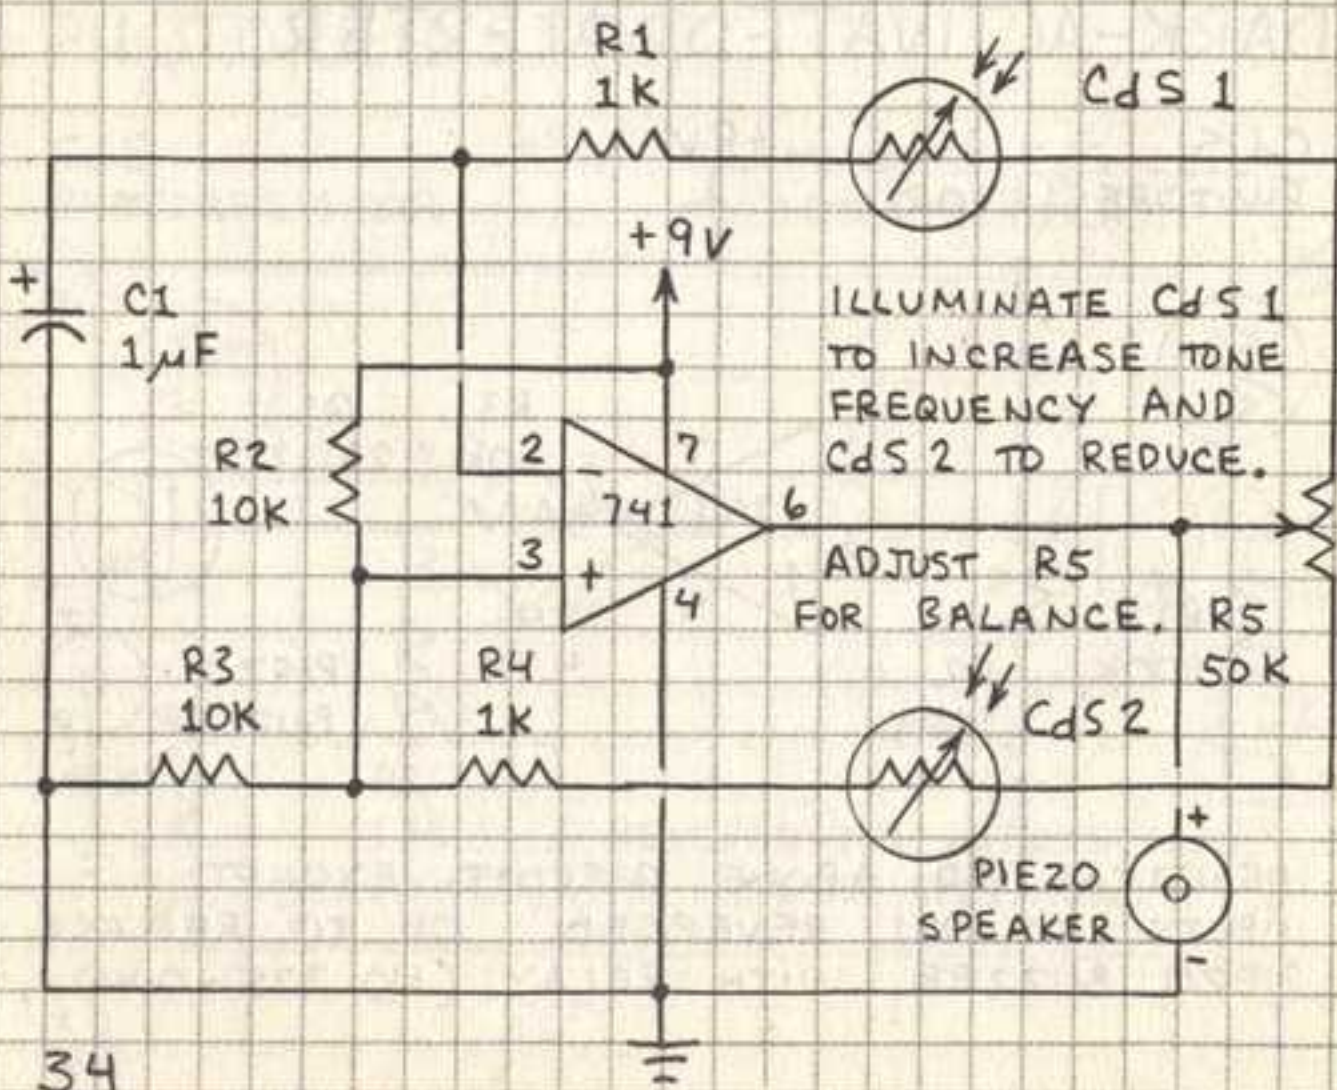 R1
1K
CdS 1
+9V
+
C1
1µF
ILLUMINATE CdS 1
TO INCREASE TONE
FREQUENCY AND
CdS 2 TO REDUCE.
R2
10K
2
-
7
741
6
3
+
4
ADJUST R5
FOR BALANCE.
R5
50K
R3
10K
R4
1K
CdS 2
+
PIEZO
SPEAKER
-
34